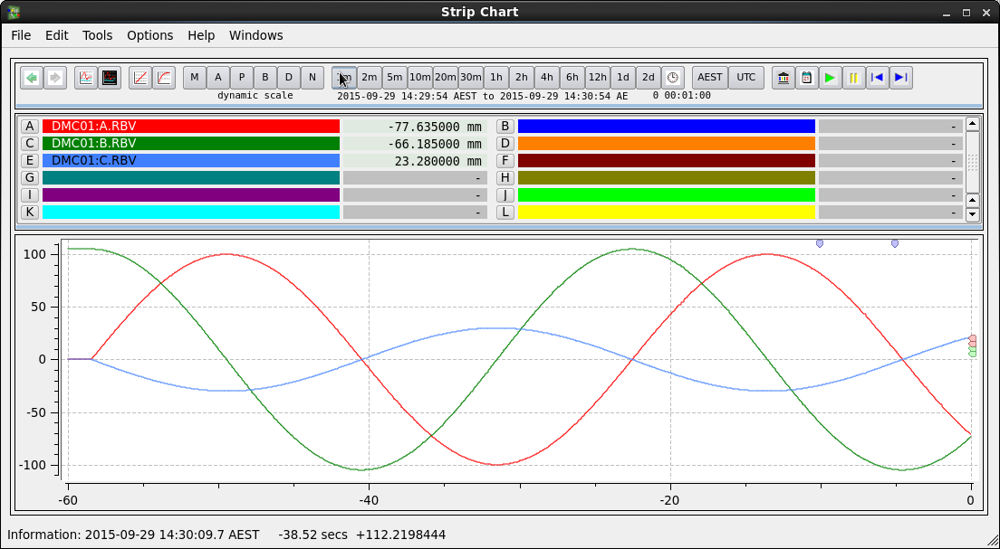 Strip Chart
File Edit Tools Options Help Windows
M A P B D N 2m 5m 10m 20m 30m 1h 2h 4h 6h 12h 1d 2d AEST UTC
dynamic scale 2015-09-29 14:29:54 AEST to 2015-09-29 14:30:54 AE 0 00:01:00
A DMC01:A.RBV -77.635000 mm B -
C DMC01:B.RBV -66.185000 mm D -
E DMC01:C.RBV 23.280000 mm F -
G - H -
I - J -
K - L -
100
50
0
-50
-100
-60 -40 -20 0
Information: 2015-09-29 14:30:09.7 AEST -38.52 secs +112.2198444